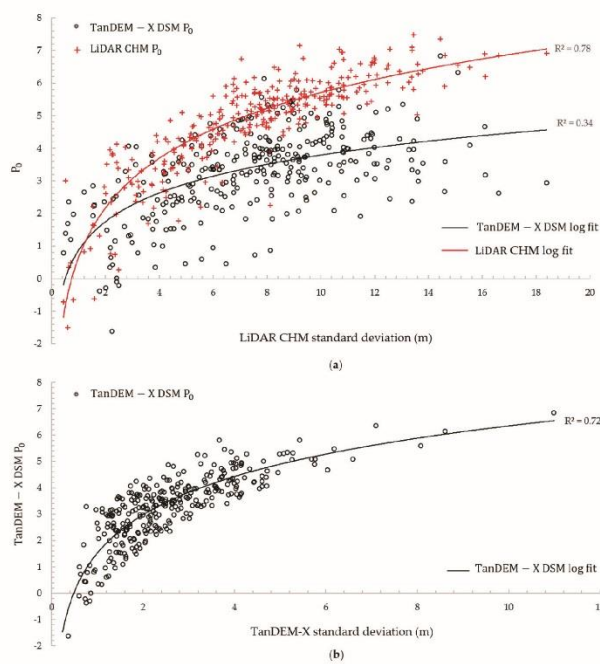 TanDEM − X DSM P0
LiDAR CHM P0
8
7
6
5
4
3
2
1
0
-1
-2
P0
R² = 0.78
R² = 0.34
TanDEM − X DSM log fit
LiDAR CHM log fit
0 2 4 6 8 10 12 14 16 18 20
LiDAR CHM standard deviation (m)
(a)
TanDEM − X DSM P0
8
7
6
5
4
3
2
1
0
-1
-2
TanDEM − X DSM P0
R² = 0.72
TanDEM − X DSM log fit
0 2 4 6 8 10 12
TanDEM-X standard deviation (m)
(b)